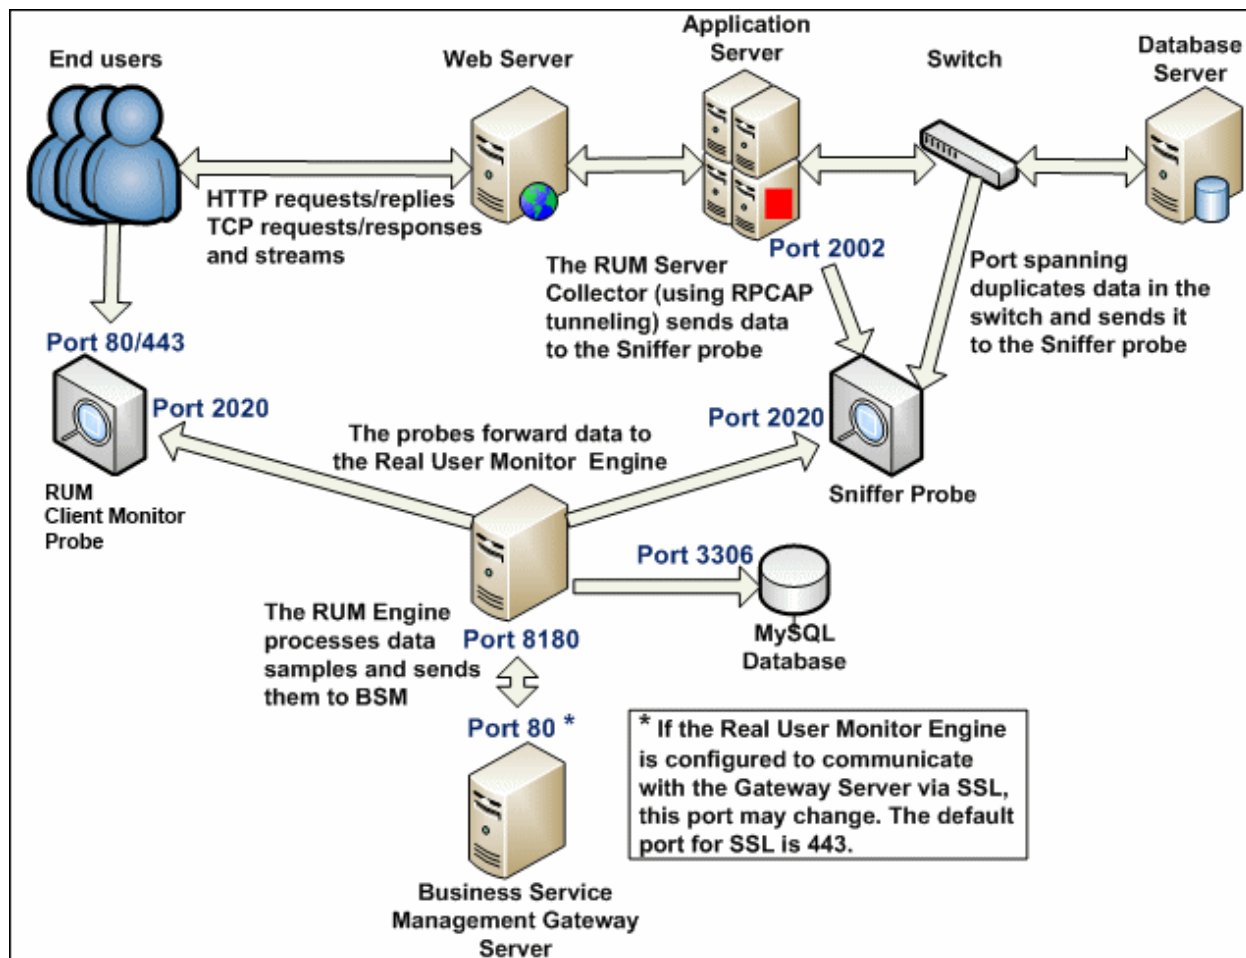 End users
Web Server
Application
Server
Switch
Database
Server
HTTP requests/replies
TCP requests/responses
and streams
Port 2002
The RUM Server
Collector (using RPCAP
tunneling) sends data
to the Sniffer probe
Port spanning
duplicates data in the
switch and sends it
to the Sniffer probe
Port 80/443
Port 2020
Port 2020
The probes forward data to
the Real User Monitor Engine
RUM
Client Monitor
Probe
Sniffer Probe
Port 3306
The RUM Engine
processes data
samples and sends
them to BSM
Port 8180
MySQL
Database
Port 80 *
* If the Real User Monitor Engine
is configured to communicate
with the Gateway Server via SSL,
this port may change. The default
port for SSL is 443.
Business Service
Management Gateway
Server